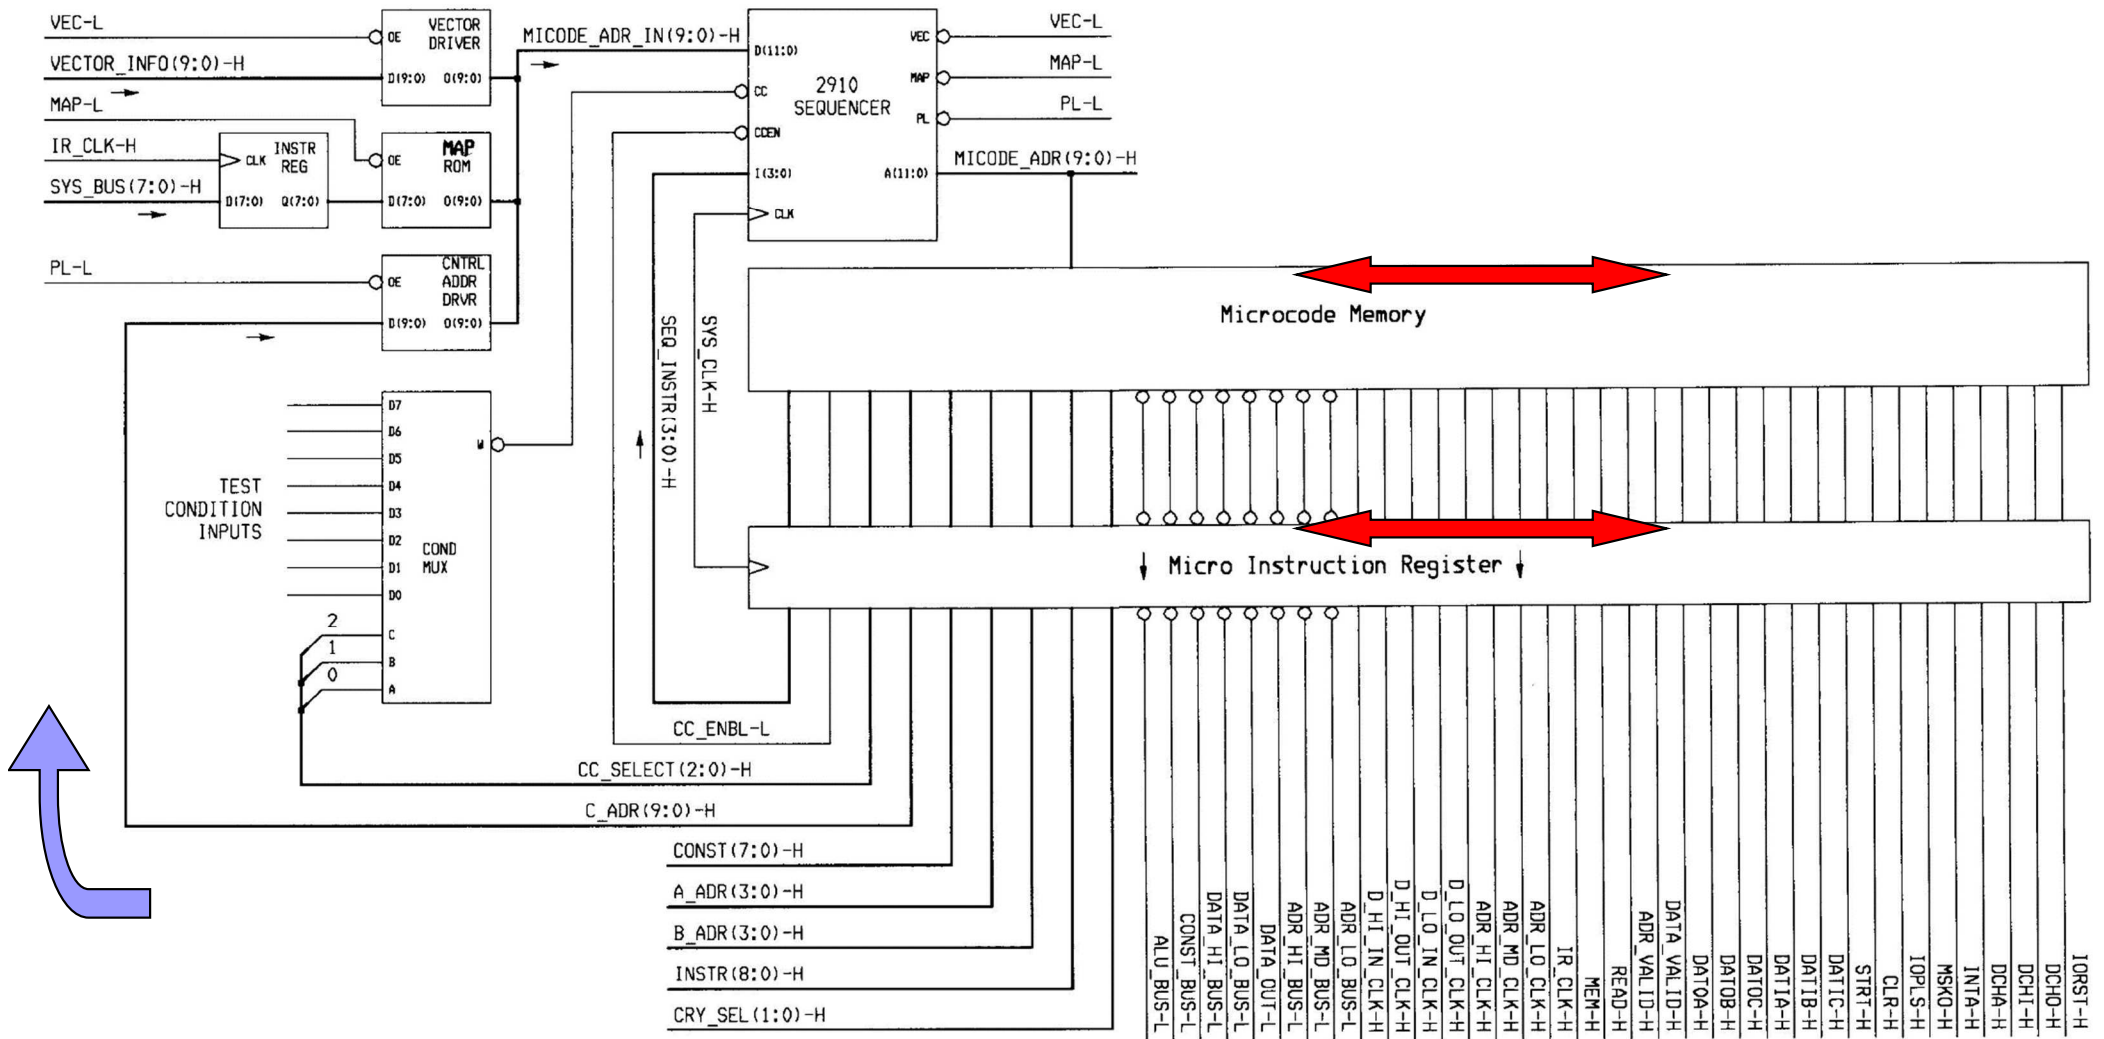 VEC-L
VECTOR_INFO(9:0)-H
MAP-L
IR_CLK-H
SYS_BUS(7:0)-H
PL-L
OE
VECTOR
DRIVER
D(9:0) O(9:0)
CLK
INSTR
REG
D(7:0) Q(7:0)
OE
MAP
ROM
D(7:0) O(9:0)
OE
CNTRL
ADDR
DRVR
D(9:0) O(9:0)
MICODE_ADR_IN(9:0)-H
D(11:0)
CC
CCEN
I(3:0)
CLK
2910
SEQUENCER
VEC
MAP
PL
A(11:0)
VEC-L
MAP-L
PL-L
MICODE_ADR(9:0)-H
Microcode Memory
SEQ_INSTR(3:0)-H
SYS_CLK-H
TEST
CONDITION
INPUTS
D7
D6
D5
D4
D3
D2
D1
D0
W
COND
MUX
2
1
0
C
B
A
Micro Instruction Register
CC_ENBL-L
CC_SELECT(2:0)-H
C_ADR(9:0)-H
CONST(7:0)-H
A_ADR(3:0)-H
B_ADR(3:0)-H
INSTR(8:0)-H
CRY_SEL(1:0)-H
ALU_BUS-L
CONST_BUS-L
DATA_HI_BUS-L
DATA_LO_BUS-L
DATA_OUT-L
ADR_HI_BUS-L
ADR_MD_BUS-L
ADR_LO_BUS-L
D_HI_IN_CLK-H
D_HI_OUT_CLK-H
D_LO_IN_CLK-H
D_LO_OUT_CLK-H
ADR_HI_CLK-H
ADR_MD_CLK-H
ADR_LO_CLK-H
IR_CLK-H
MEM-H
READ-H
ADR_VALID-H
DATA_VALID-H
DATOA-H
DATOB-H
DATOC-H
DATIA-H
DATIB-H
DATIC-H
STRT-H
CLR-H
IOPLS-H
MSKO-H
INTA-H
DCHA-H
DCHI-H
DCHO-H
IORST-H